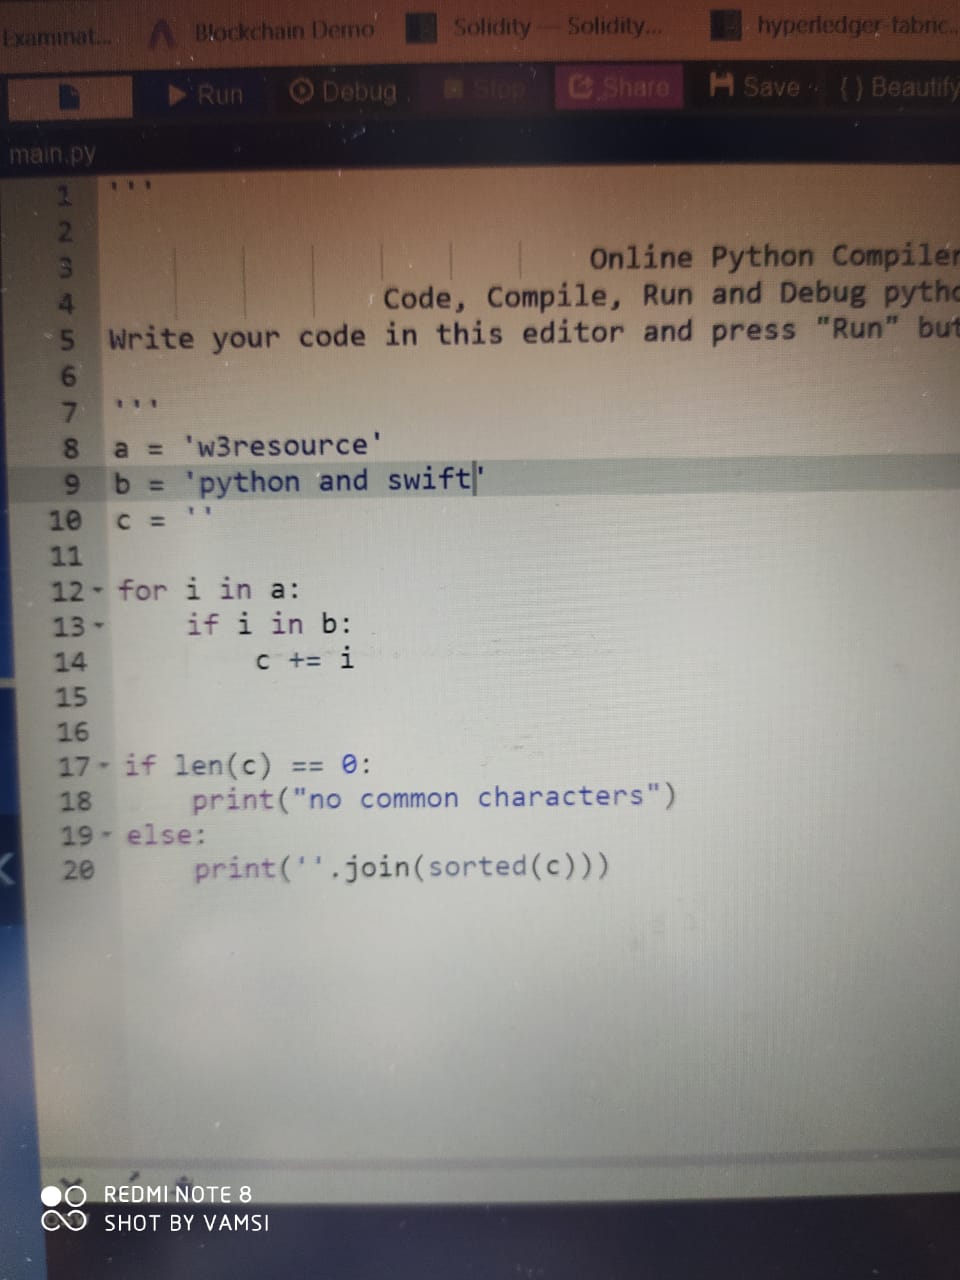 Examinat...
Blockchain Demo
Solidity — Solidity...
hyperledger-fabric...
Run
Debug
Stop
Share
Save
{ } Beautify
main.py
1 '''
2
3 Online Python Compiler
4 Code, Compile, Run and Debug pytho
5 Write your code in this editor and press "Run" but
6
7 '''
8 a = 'w3resource'
9 b = 'python and swift'
10 c = ''
11
12 for i in a:
13 if i in b:
14 c += i
15
16
17 if len(c) == 0:
18 print("no common characters")
19 else:
20 print(''.join(sorted(c)))
REDMI NOTE 8
SHOT BY VAMSI